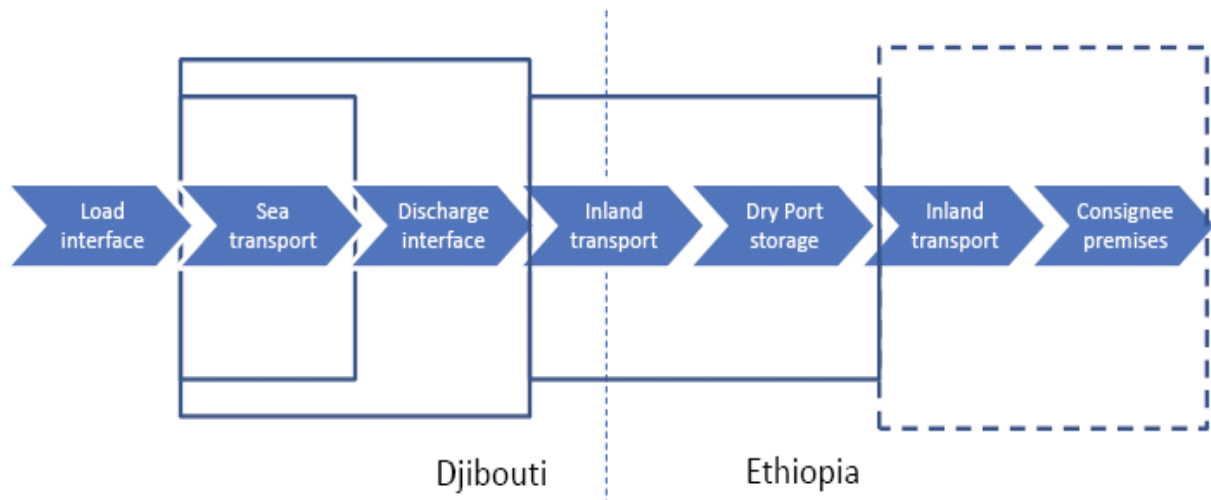 Load
interface
Sea
transport
Discharge
interface
Inland
transport
Dry Port
storage
Inland
transport
Consignee
premises
Djibouti
Ethiopia